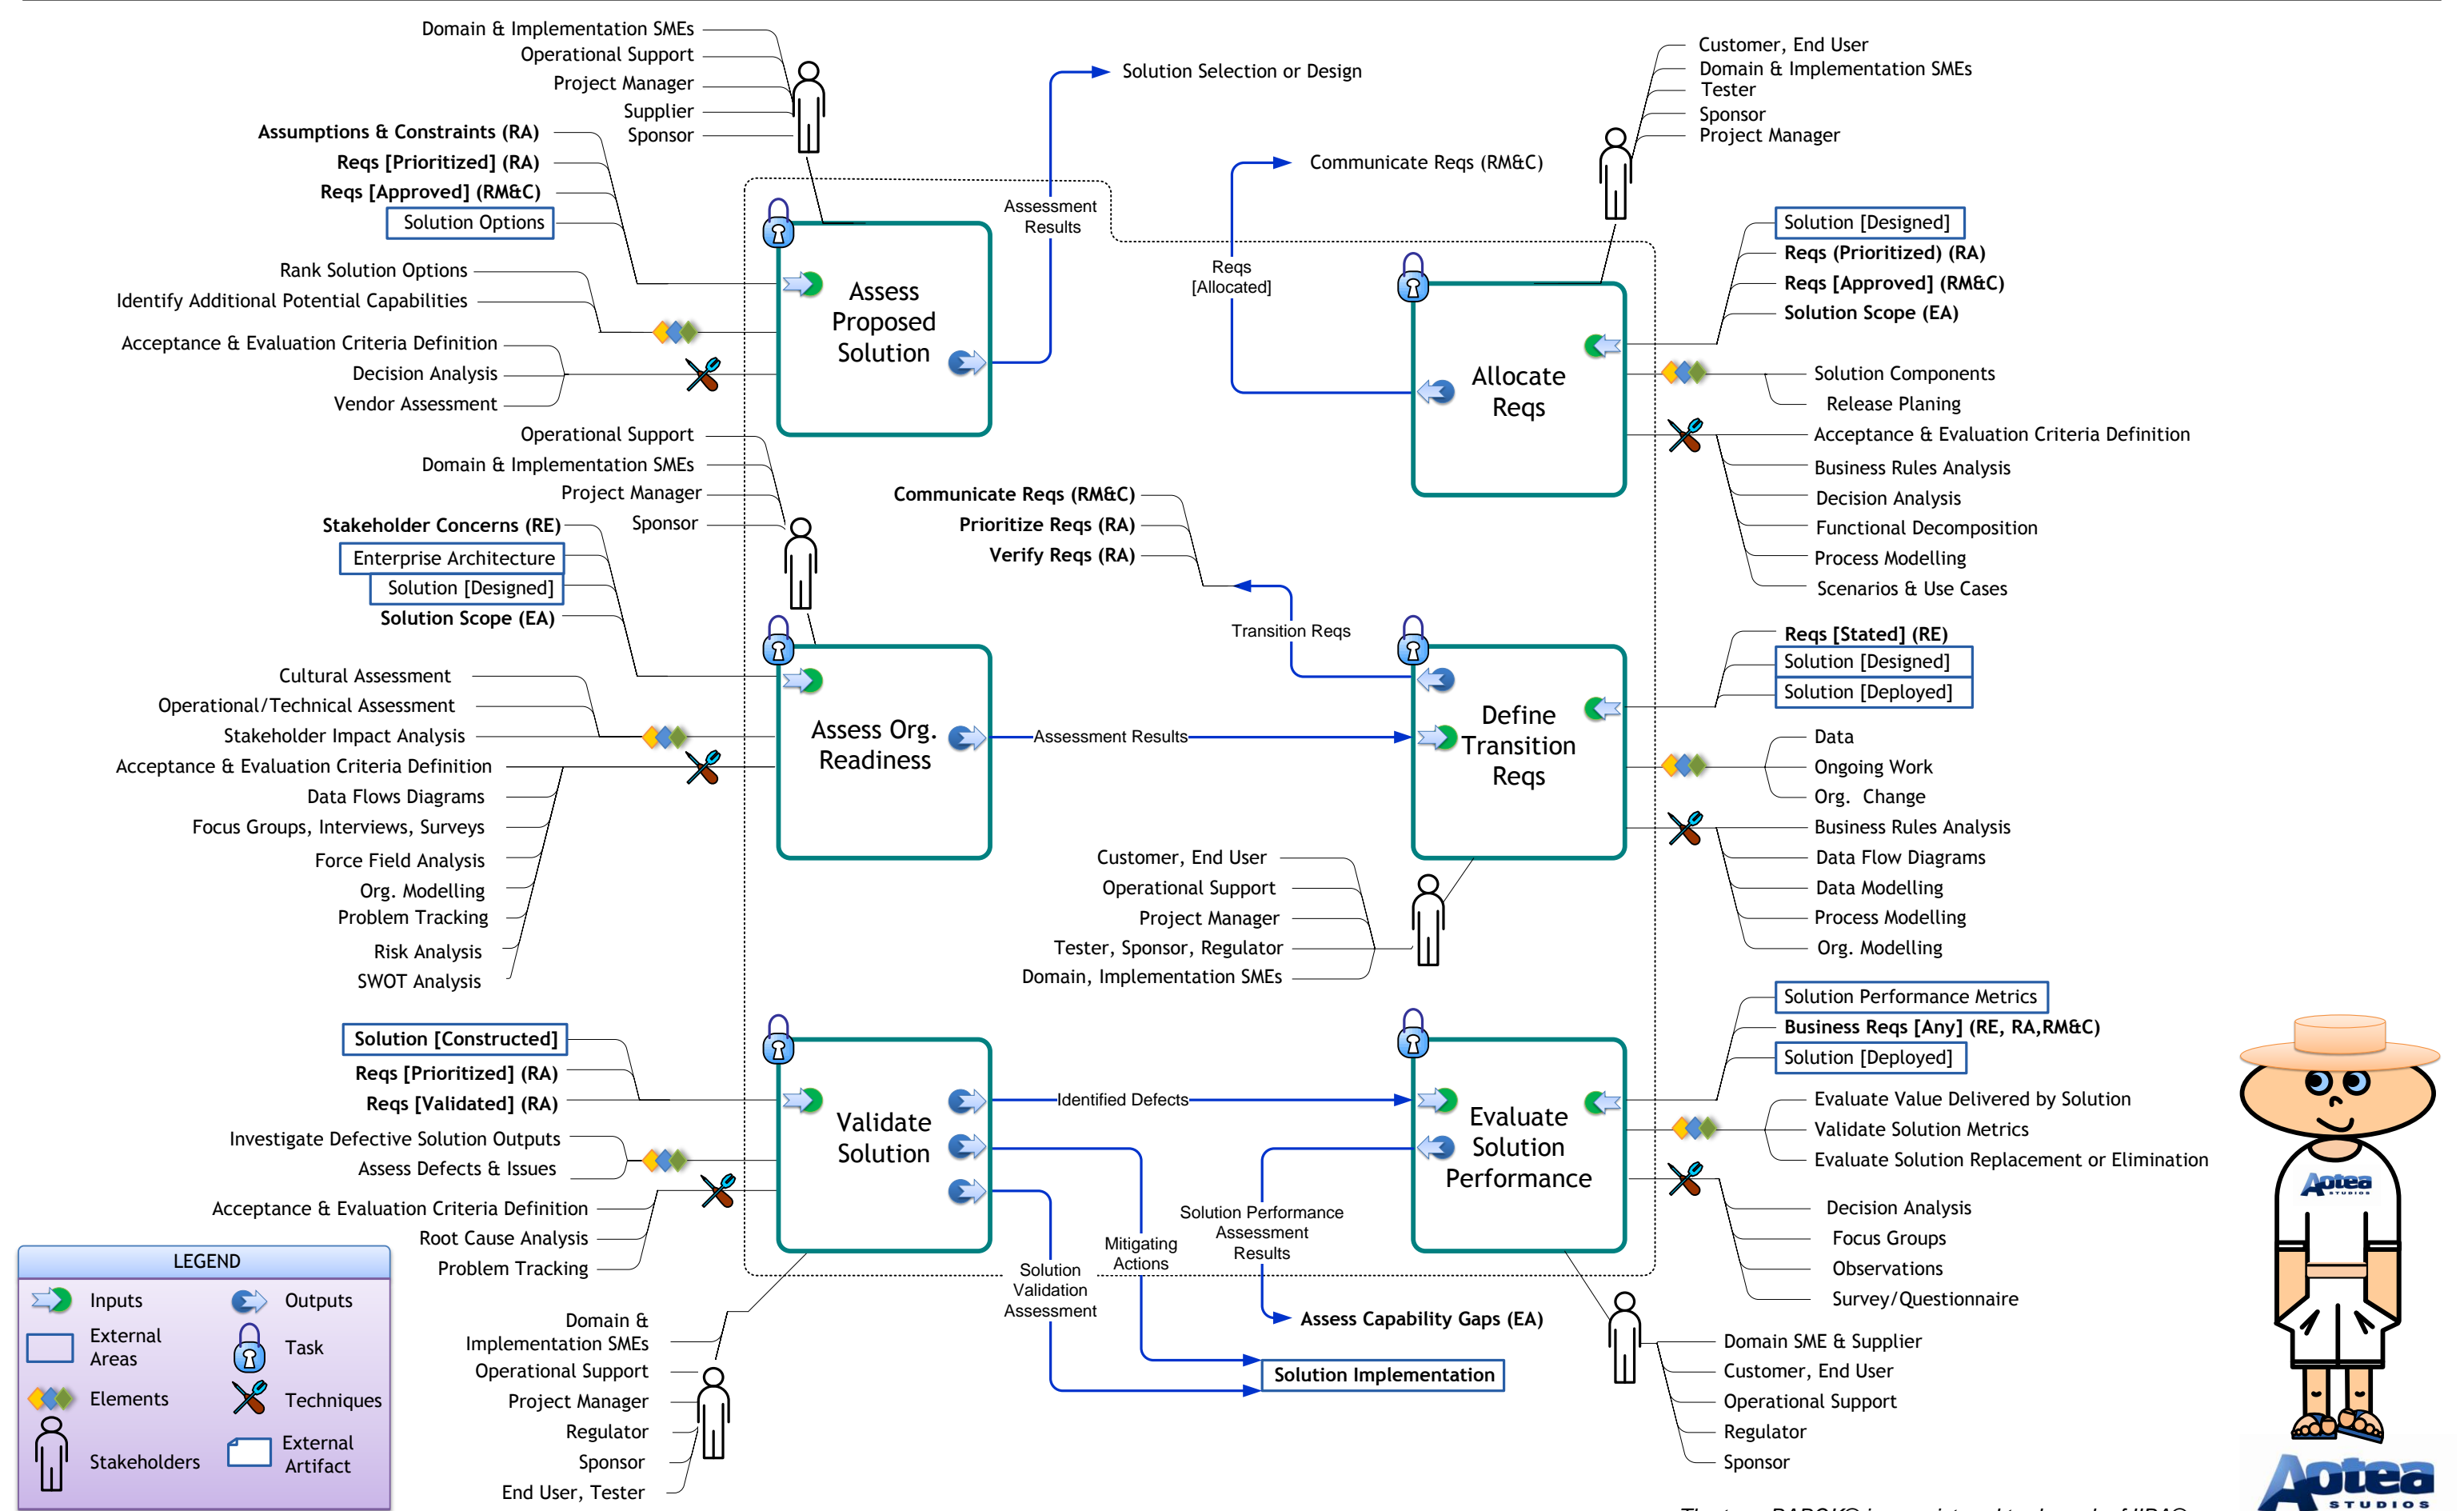 Domain & Implementation SMEs
Operational Support
Project Manager
Supplier
Sponsor
Assumptions & Constraints (RA)
Reqs [Prioritized] (RA)
Reqs [Approved] (RM&C)
Solution Options
Rank Solution Options
Identify Additional Potential Capabilities
Acceptance & Evaluation Criteria Definition
Decision Analysis
Vendor Assessment
Assess
Proposed
Solution
Assessment
Results
Solution Selection or Design
Communicate Reqs (RM&C)
Reqs
[Allocated]
Customer, End User
Domain & Implementation SMEs
Tester
Sponsor
Project Manager
Allocate
Reqs
Solution [Designed]
Reqs (Prioritized) (RA)
Reqs [Approved] (RM&C)
Solution Scope (EA)
Solution Components
Release Planing
Acceptance & Evaluation Criteria Definition
Business Rules Analysis
Decision Analysis
Functional Decomposition
Process Modelling
Scenarios & Use Cases
Operational Support
Domain & Implementation SMEs
Project Manager
Sponsor
Stakeholder Concerns (RE)
Enterprise Architecture
Solution [Designed]
Solution Scope (EA)
Cultural Assessment
Operational/Technical Assessment
Stakeholder Impact Analysis
Acceptance & Evaluation Criteria Definition
Data Flows Diagrams
Focus Groups, Interviews, Surveys
Force Field Analysis
Org. Modelling
Problem Tracking
Risk Analysis
SWOT Analysis
Assess Org.
Readiness
Assessment Results
Communicate Reqs (RM&C)
Prioritize Reqs (RA)
Verify Reqs (RA)
Transition Reqs
Define
Transition
Reqs
Reqs [Stated] (RE)
Solution [Designed]
Solution [Deployed]
Data
Ongoing Work
Org. Change
Business Rules Analysis
Data Flow Diagrams
Data Modelling
Process Modelling
Org. Modelling
Customer, End User
Operational Support
Project Manager
Tester, Sponsor, Regulator
Domain, Implementation SMEs
Solution [Constructed]
Reqs [Prioritized] (RA)
Reqs [Validated] (RA)
Investigate Defective Solution Outputs
Assess Defects & Issues
Acceptance & Evaluation Criteria Definition
Root Cause Analysis
Problem Tracking
Validate
Solution
Identified Defects
Mitigating
Actions
Solution
Validation
Assessment
Solution Performance
Assessment
Results
Evaluate
Solution
Performance
Solution Performance Metrics
Business Reqs [Any] (RE, RA,RM&C)
Solution [Deployed]
Evaluate Value Delivered by Solution
Validate Solution Metrics
Evaluate Solution Replacement or Elimination
Decision Analysis
Focus Groups
Observations
Survey/Questionnaire
Assess Capability Gaps (EA)
Solution Implementation
Domain &
Implementation SMEs
Operational Support
Project Manager
Regulator
Sponsor
End User, Tester
Domain SME & Supplier
Customer, End User
Operational Support
Regulator
Sponsor
LEGEND
Inputs
Outputs
External
Areas
Task
Elements
Techniques
Stakeholders
External
Artifact
Aotea
STUDIOS
Aotea
STUDIOS